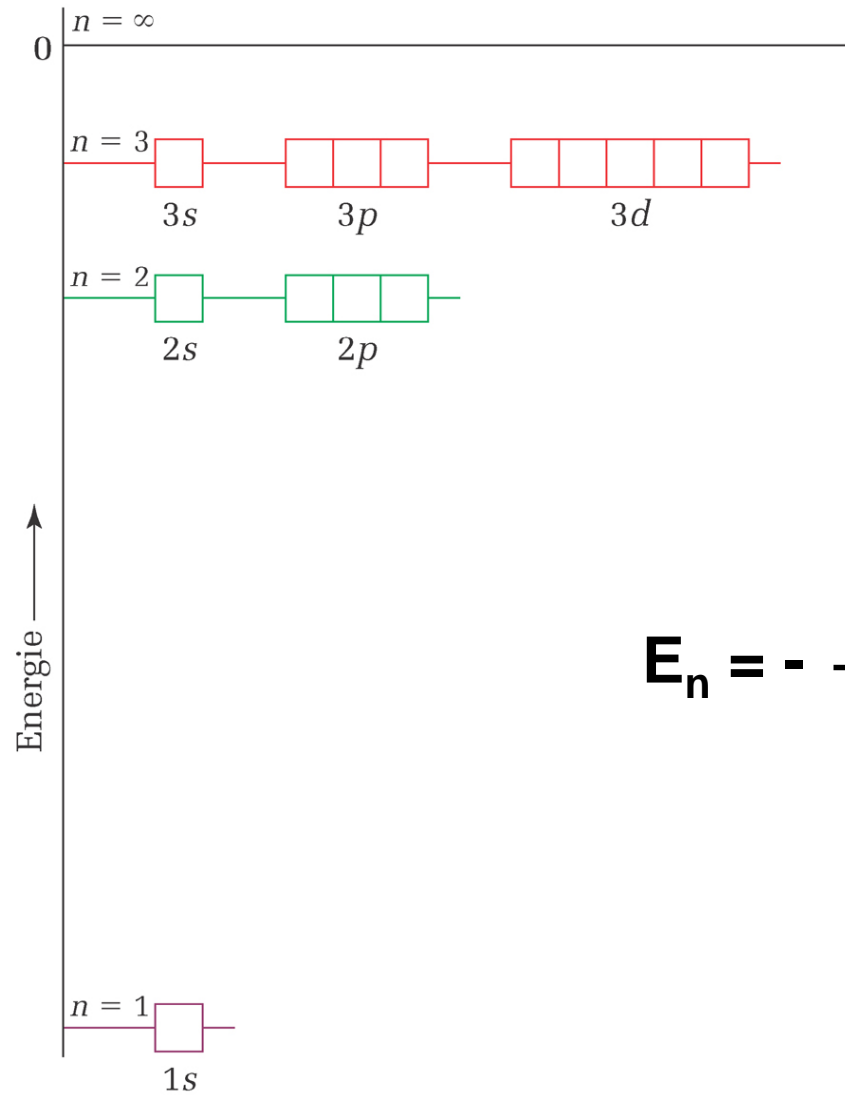 n = ∞
0
n = 3
3s 3p 3d
n = 2
2s 2p
Energie
Eₙ = - -
n = 1
1s